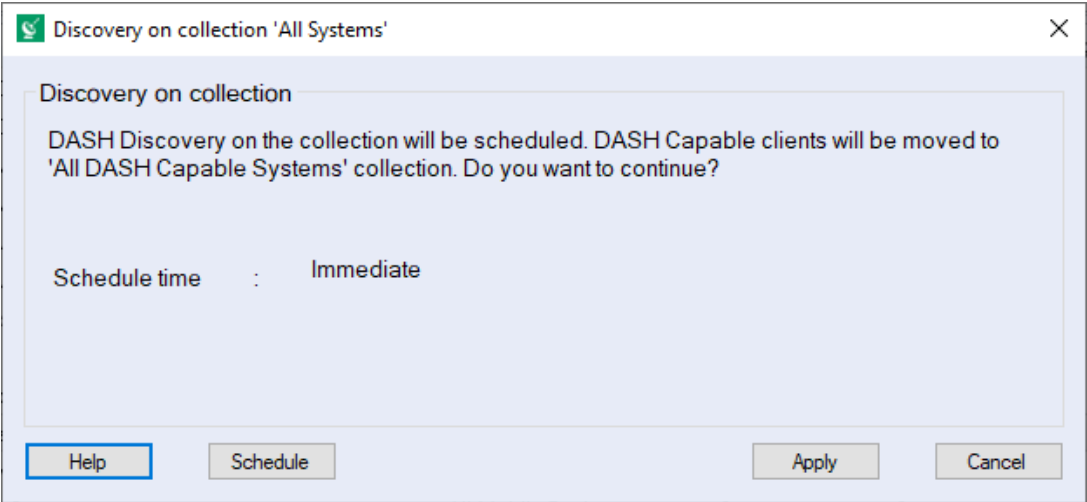 Discovery on collection 'All Systems'
Discovery on collection
DASH Discovery on the collection will be scheduled. DASH Capable clients will be moved to
'All DASH Capable Systems' collection. Do you want to continue?
Schedule time : Immediate
Help Schedule Apply Cancel